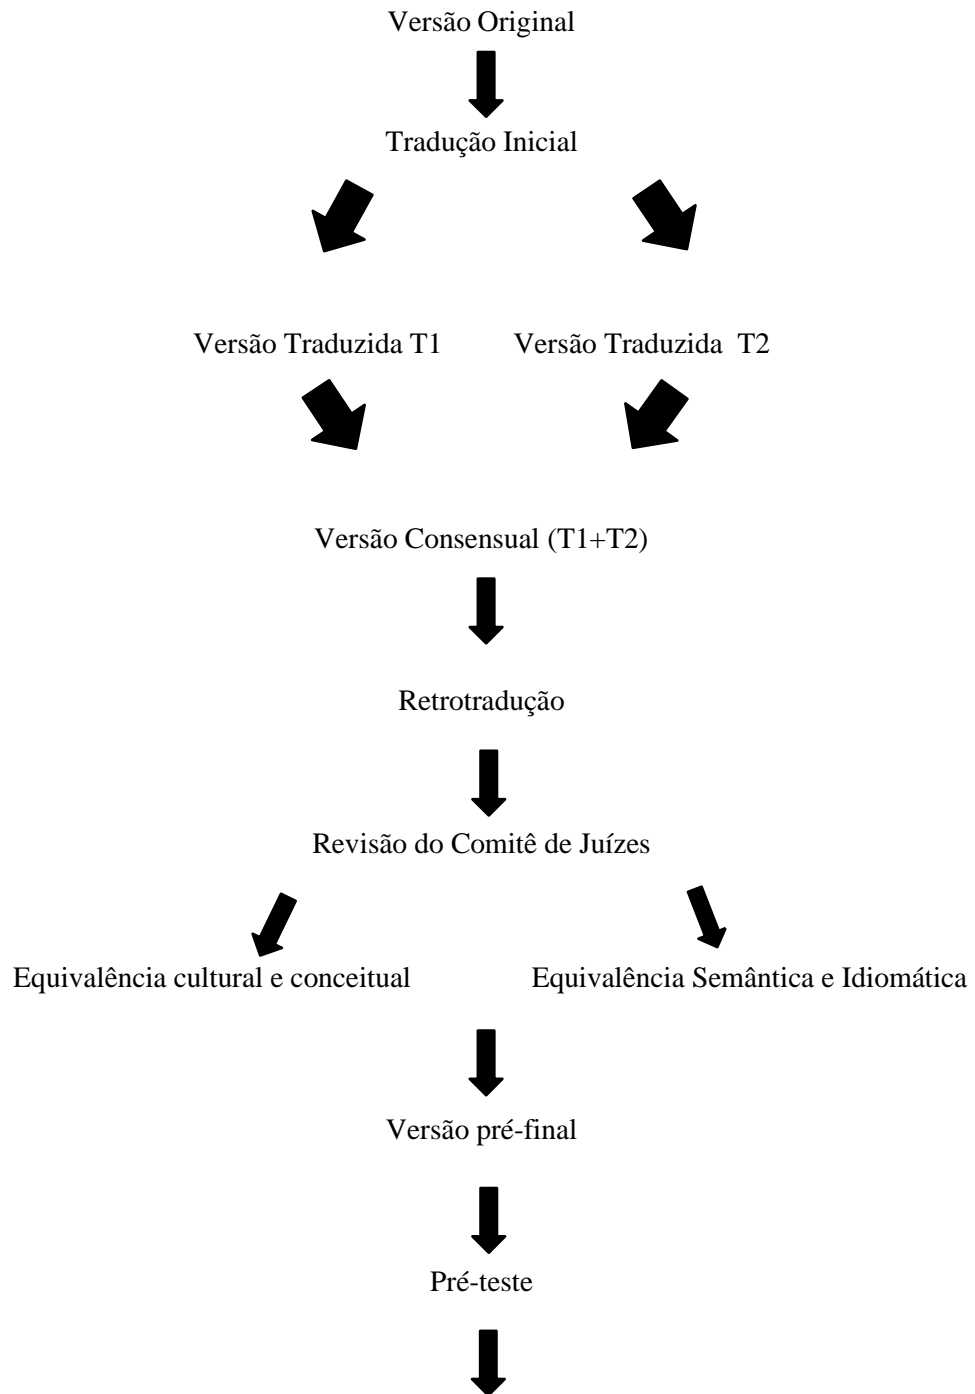 Versão Original
Tradução Inicial
Versão Traduzida T1 Versão Traduzida T2
Versão Consensual (T1+T2)
Retrotradução
Revisão do Comitê de Juízes
Equivalência cultural e conceitual Equivalência Semântica e Idiomática
Versão pré-final
Pré-teste